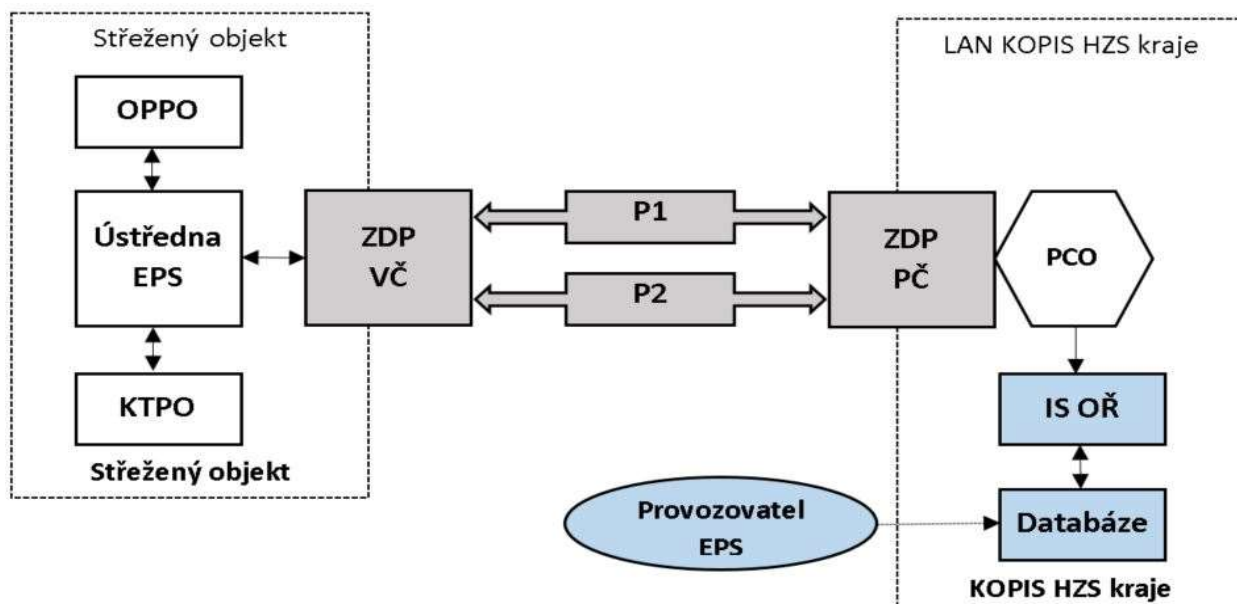 Střežený objekt
LAN KOPIS HZS kraje
OPPO
Ústředna
EPS
KTPO
Střežený objekt
ZDP
VČ
P1
P2
ZDP
PČ
PCO
IS OŘ
Databáze
Provozovatel
EPS
KOPIS HZS kraje